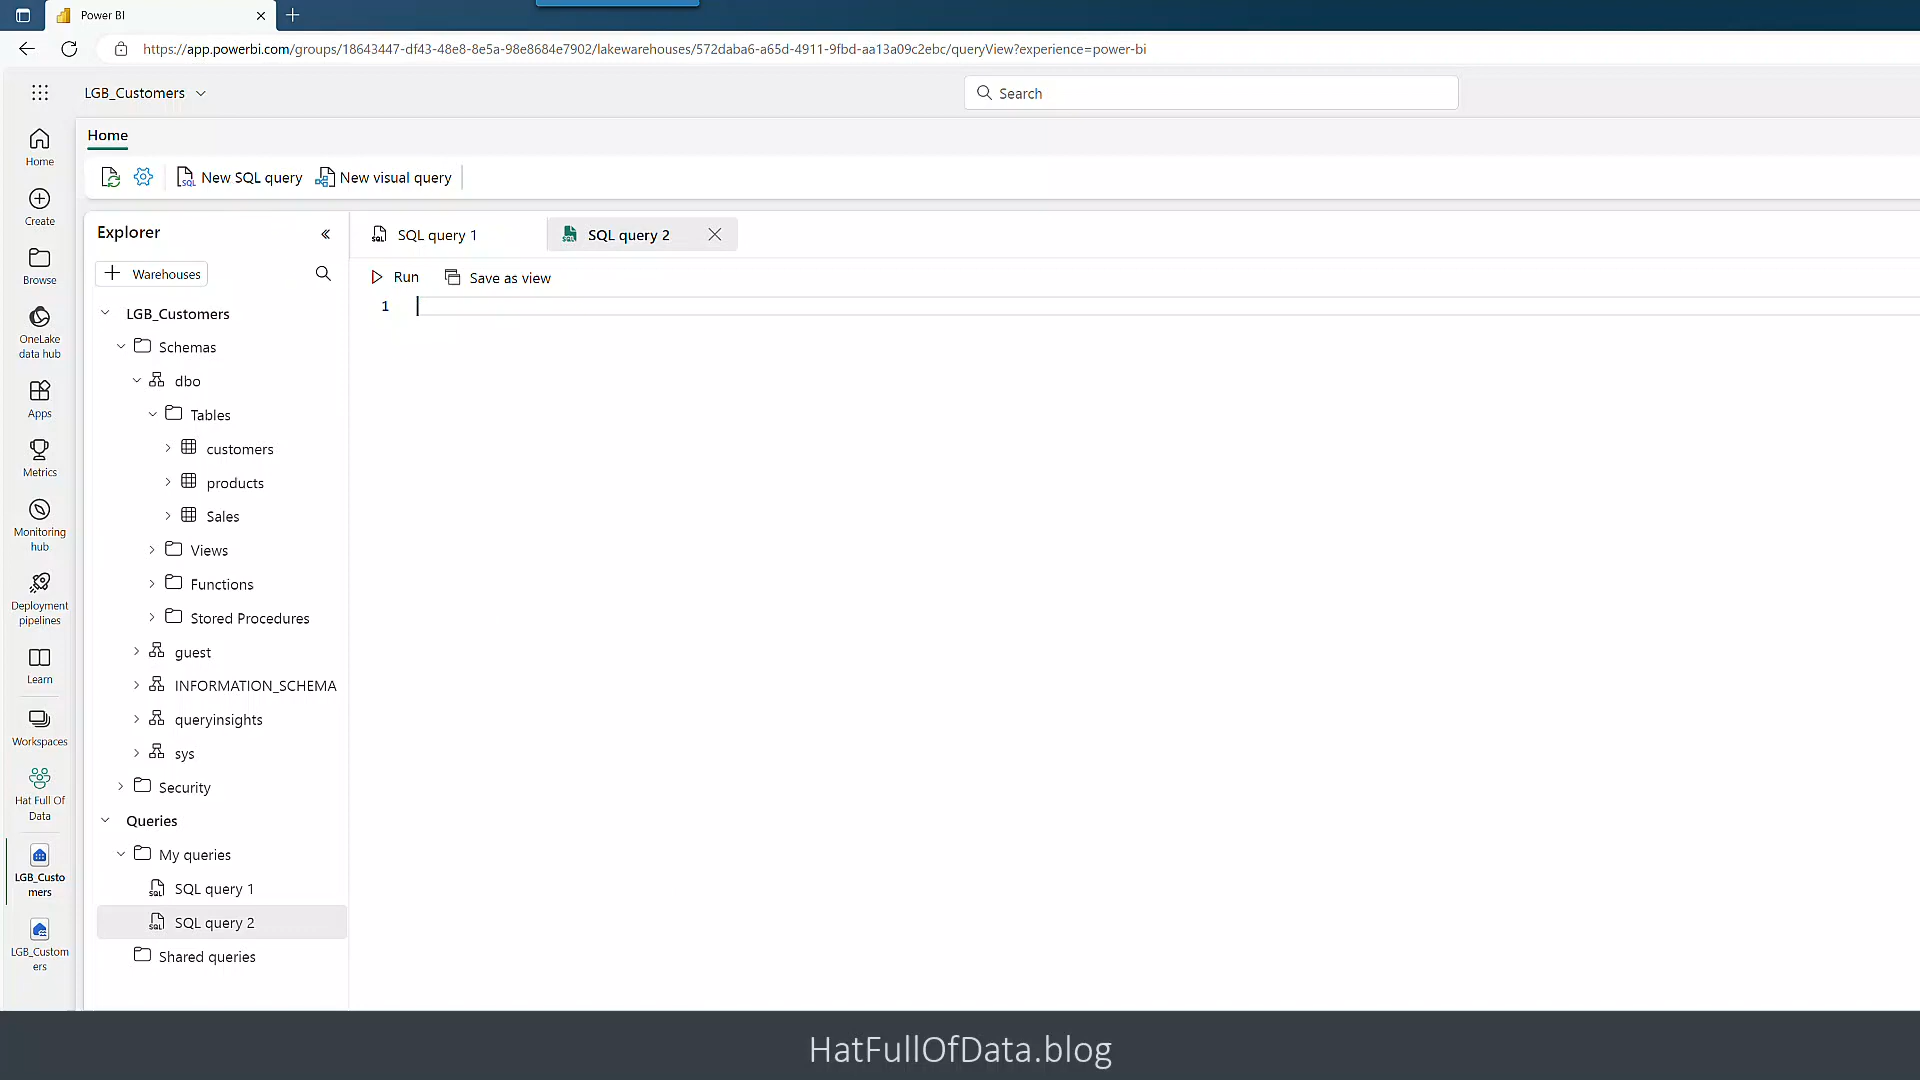 Power BI
https://app.powerbi.com/groups/18643447-df43-48e8-8e5a-98e8684e7902/lakewarehouses/572daba6-a65d-4911-9fbd-aa13a09c2ebc/queryView?experience=power-bi
LGB_Customers
Search
Home
Create
Browse
OneLake
data hub
Apps
Metrics
Monitoring
hub
Deployment
pipelines
Learn
Workspaces
Hat Full Of
Data
LGB_Custo
mers
LGB_Custom
ers
Home
New SQL query
New visual query
Explorer
Warehouses
LGB_Customers
Schemas
dbo
Tables
customers
products
Sales
Views
Functions
Stored Procedures
guest
INFORMATION_SCHEMA
queryinsights
sys
Security
Queries
My queries
SQL query 1
SQL query 2
Shared queries
SQL query 1
SQL query 2
Run
Save as view
1
HatFullOfData.blog